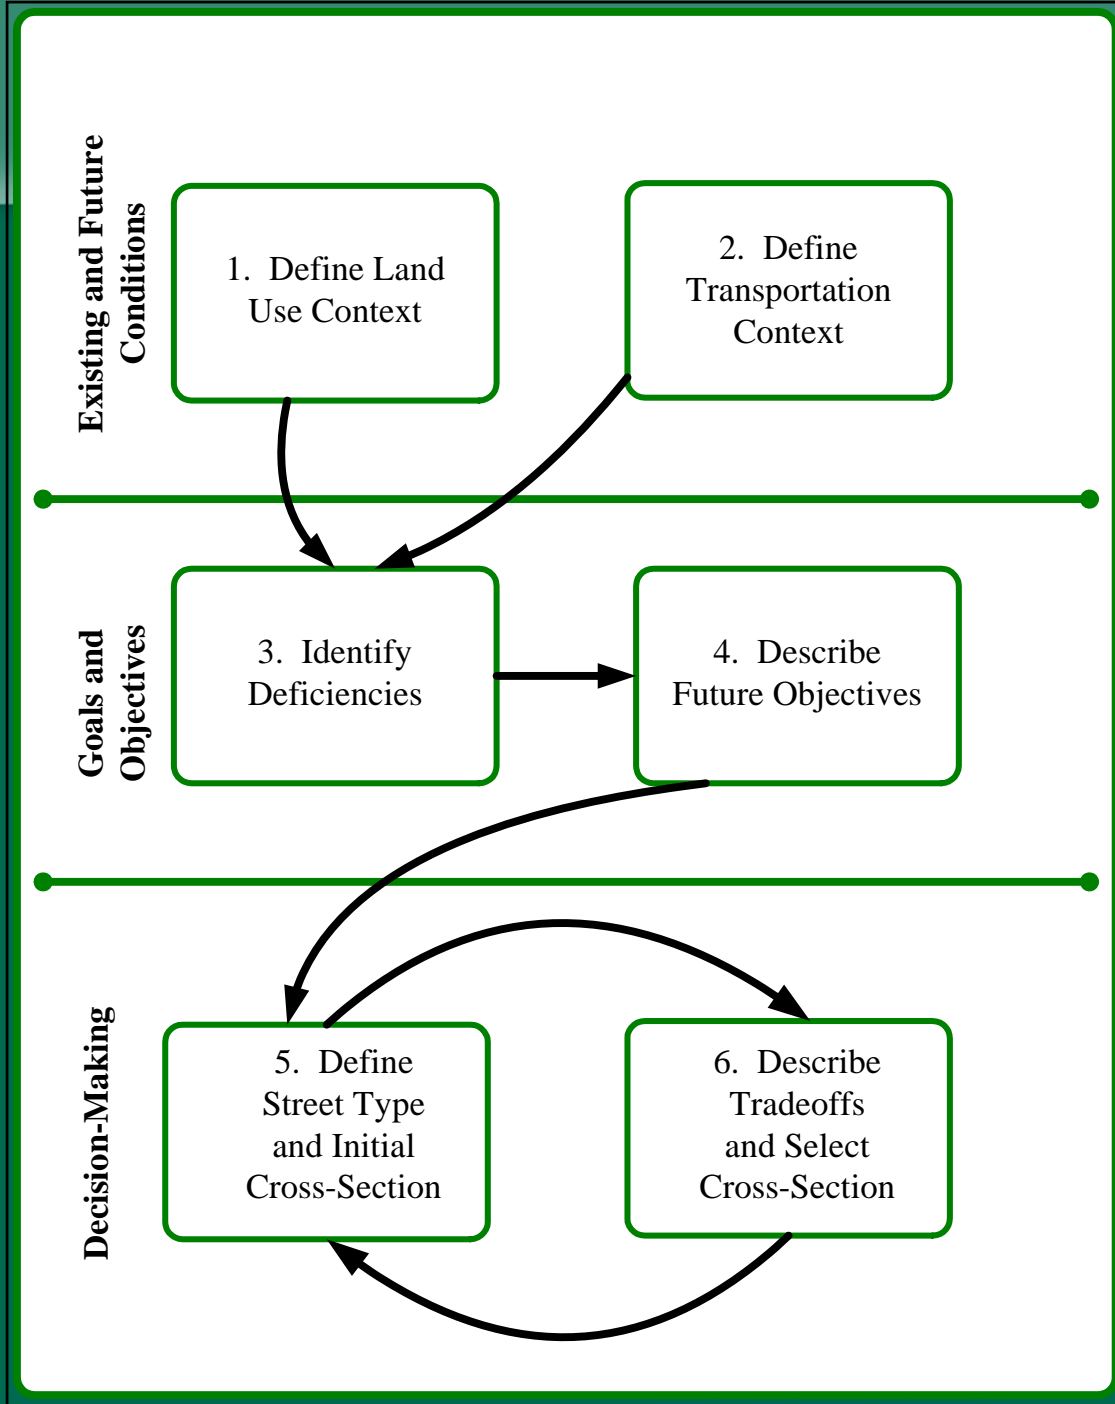 Existing and Future
Conditions
1. Define Land
Use Context
2. Define
Transportation
Context
Goals and
Objectives
3. Identify
Deficiencies
4. Describe
Future Objectives
Decision-Making
5. Define
Street Type
and Initial
Cross-Section
6. Describe
Tradeoffs
and Select
Cross-Section